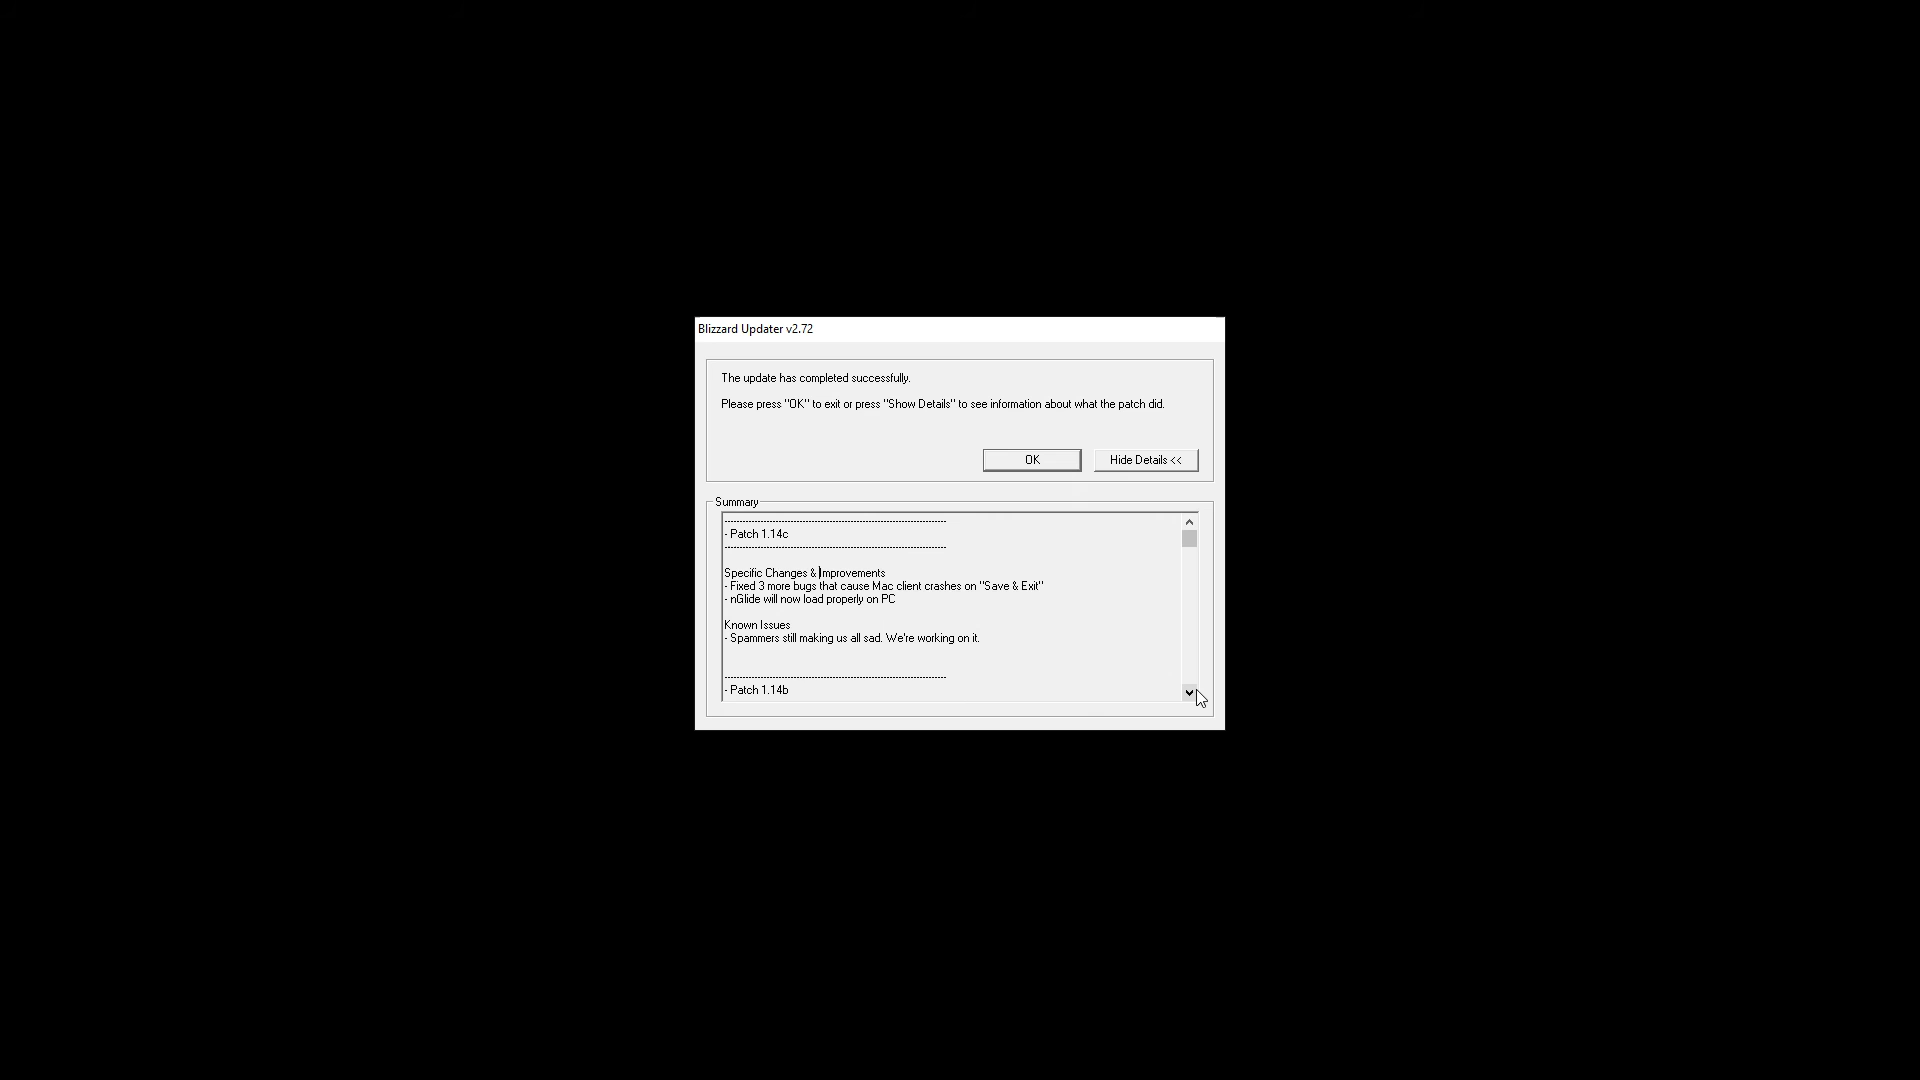 Blizzard Updater v2.72
The update has completed successfully.
Please press "OK" to exit or press "Show Details" to see information about what the patch did.
OK
Hide Details <<
Summary
--------------------------------------------------------------------------
- Patch 1.14c
--------------------------------------------------------------------------
Specific Changes & Improvements
- Fixed 3 more bugs that cause Mac client crashes on "Save & Exit"
- nGlide will now load properly on PC
Known Issues
- Spammers still making us all sad. We're working on it.
--------------------------------------------------------------------------
- Patch 1.14b